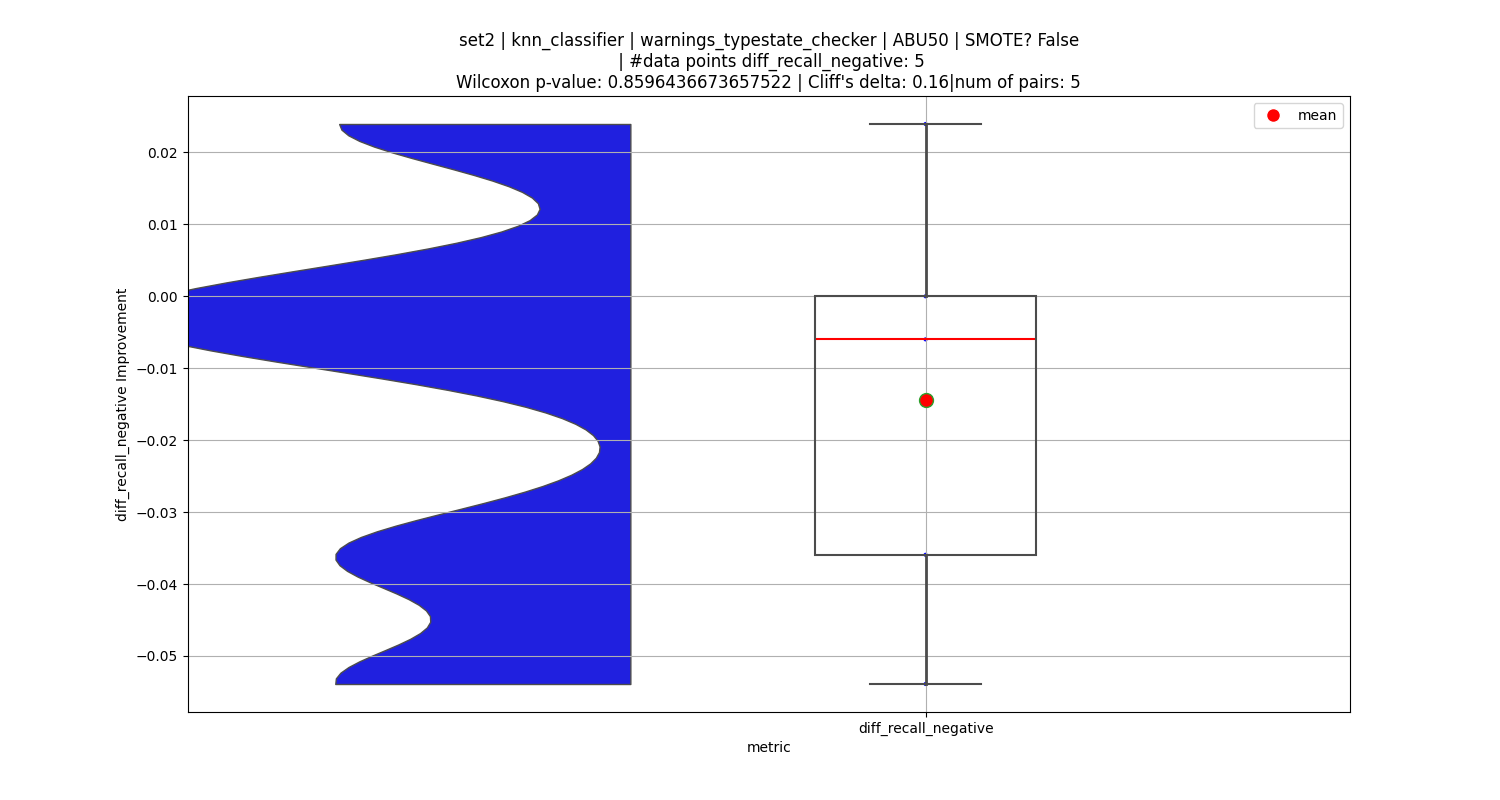 set2 | knn_classifier | warnings_typestate_checker | ABU50 | SMOTE? False
| #data points diff_recall_negative: 5
Wilcoxon p-value: 0.8596436673657522 | Cliff's delta: 0.16|num of pairs: 5
mean
0.02
0.01
0.00
−0.01
−0.02
−0.03
−0.04
−0.05
diff_recall_negative Improvement
diff_recall_negative
metric